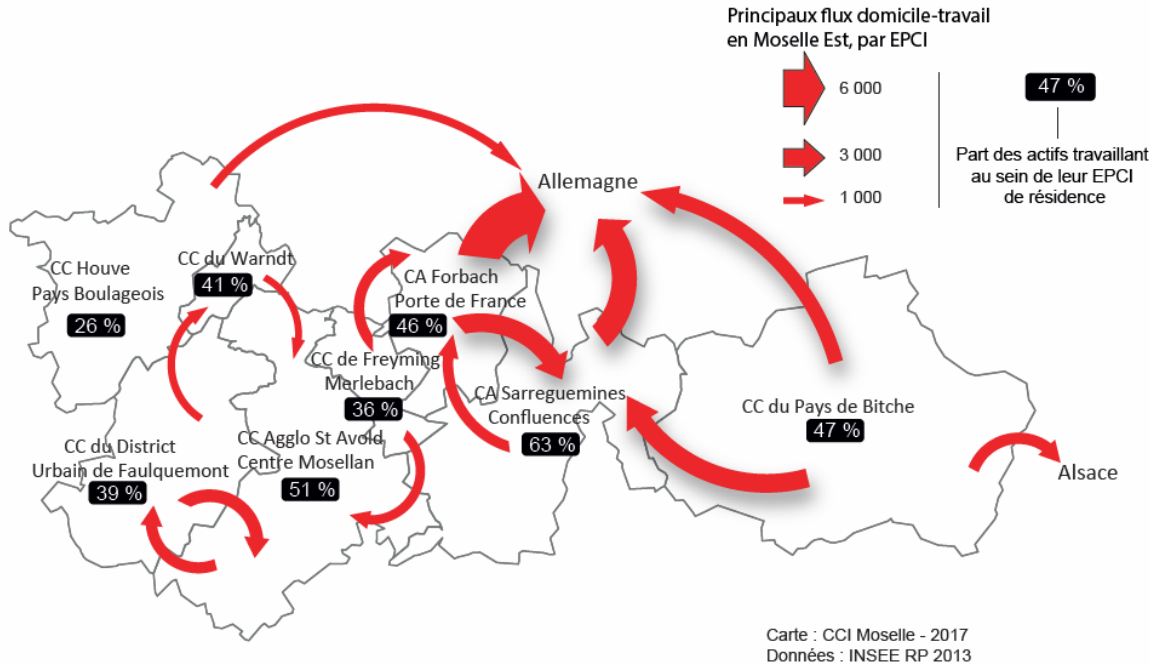 Principaux flux domicile-travail
en Moselle Est, par EPCI
6 000
3 000
1 000
47 %
Part des actifs travaillant
au sein de leur EPCI
de résidence
Allemagne
CC Houve
Pays Boulageois
26 %
CC du Warndt
41 %
CA Forbach
Porte de France
46 %
CC de Freyming
Merlebach
36 %
CA Sarreguemines
Confluences
63 %
CC du Pays de Bitche
47 %
CC du District
Urbain de Faulquemont
39 %
CC Agglo St Avold
Centre Mosellan
51 %
Alsace
Carte : CCI Moselle - 2017
Données : INSEE RP 2013